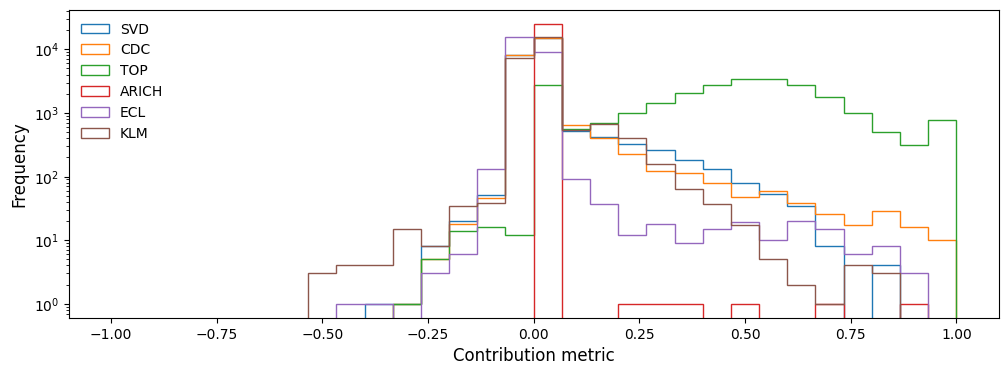 SVD
CDC
TOP
ARICH
ECL
KLM
Frequency
10⁴
10³
10²
10¹
10⁰
−1.00 −0.75 −0.50 −0.25 0.00 0.25 0.50 0.75 1.00
Contribution metric